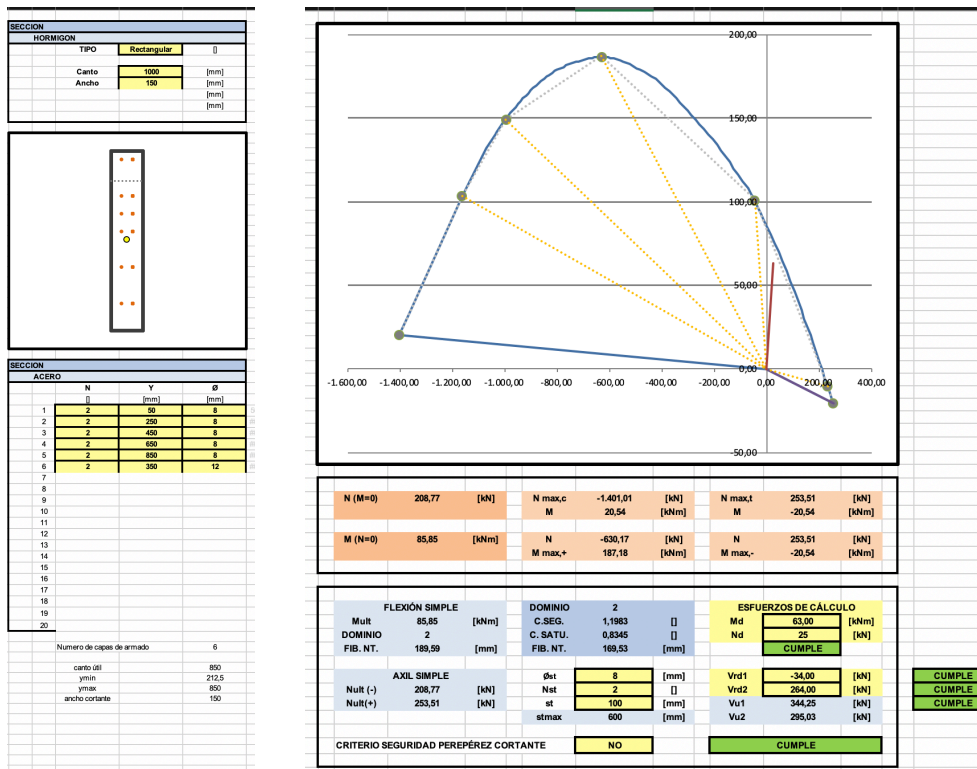 SECCION
HORMIGON
TIPO Rectangular []
Canto 1000 [mm]
Ancho 150 [mm]
[mm]
[mm]
SECCION
ACERO
N Y Ø
[] [mm] [mm]
1 2 50 8
2 2 250 8
3 2 450 8
4 2 650 8
5 2 850 8
6 2 350 12
7
8
9
10
11
12
13
14
15
16
17
18
19
20
Numero de capas de armado 6
canto útil 850
ymin 212,5
ymax 850
ancho cortante 150
200,00
150,00
100,00
50,00
0,00
-50,00
-1.600,00 -1.400,00 -1.200,00 -1.000,00 -800,00 -600,00 -400,00 -200,00 0,00 200,00 400,00
N (M=0) 208,77 [kN] N max,c -1.401,01 [kN] N max,t 253,51 [kN]
M 20,54 [kNm] M -20,54 [kNm]
M (N=0) 85,85 [kNm] N -630,17 [kN] N 253,51 [kN]
M max,+ 187,18 [kNm] M max,- -20,54 [kNm]
FLEXIÓN SIMPLE DOMINIO 2 ESFUERZOS DE CÁLCULO
Mult 85,85 [kNm] C.SEG. 1,1983 [] Md 63,00 [kNm]
DOMINIO 2 C. SATU. 0,8345 [] Nd 25 [kN]
FIB. NT. 189,59 [mm] FIB. NT. 169,53 [mm] CUMPLE
AXIL SIMPLE Øst 8 [mm] Vrd1 -34,00 [kN] CUMPLE
Nult (-) 208,77 [kN] Nst 2 [] Vrd2 264,00 [kN] CUMPLE
Nult(+) 253,51 [kN] st 100 [mm] Vu1 344,25 [kN] CUMPLE
stmax 600 [mm] Vu2 295,03 [kN]
CRITERIO SEGURIDAD PEREPÉREZ CORTANTE NO CUMPLE